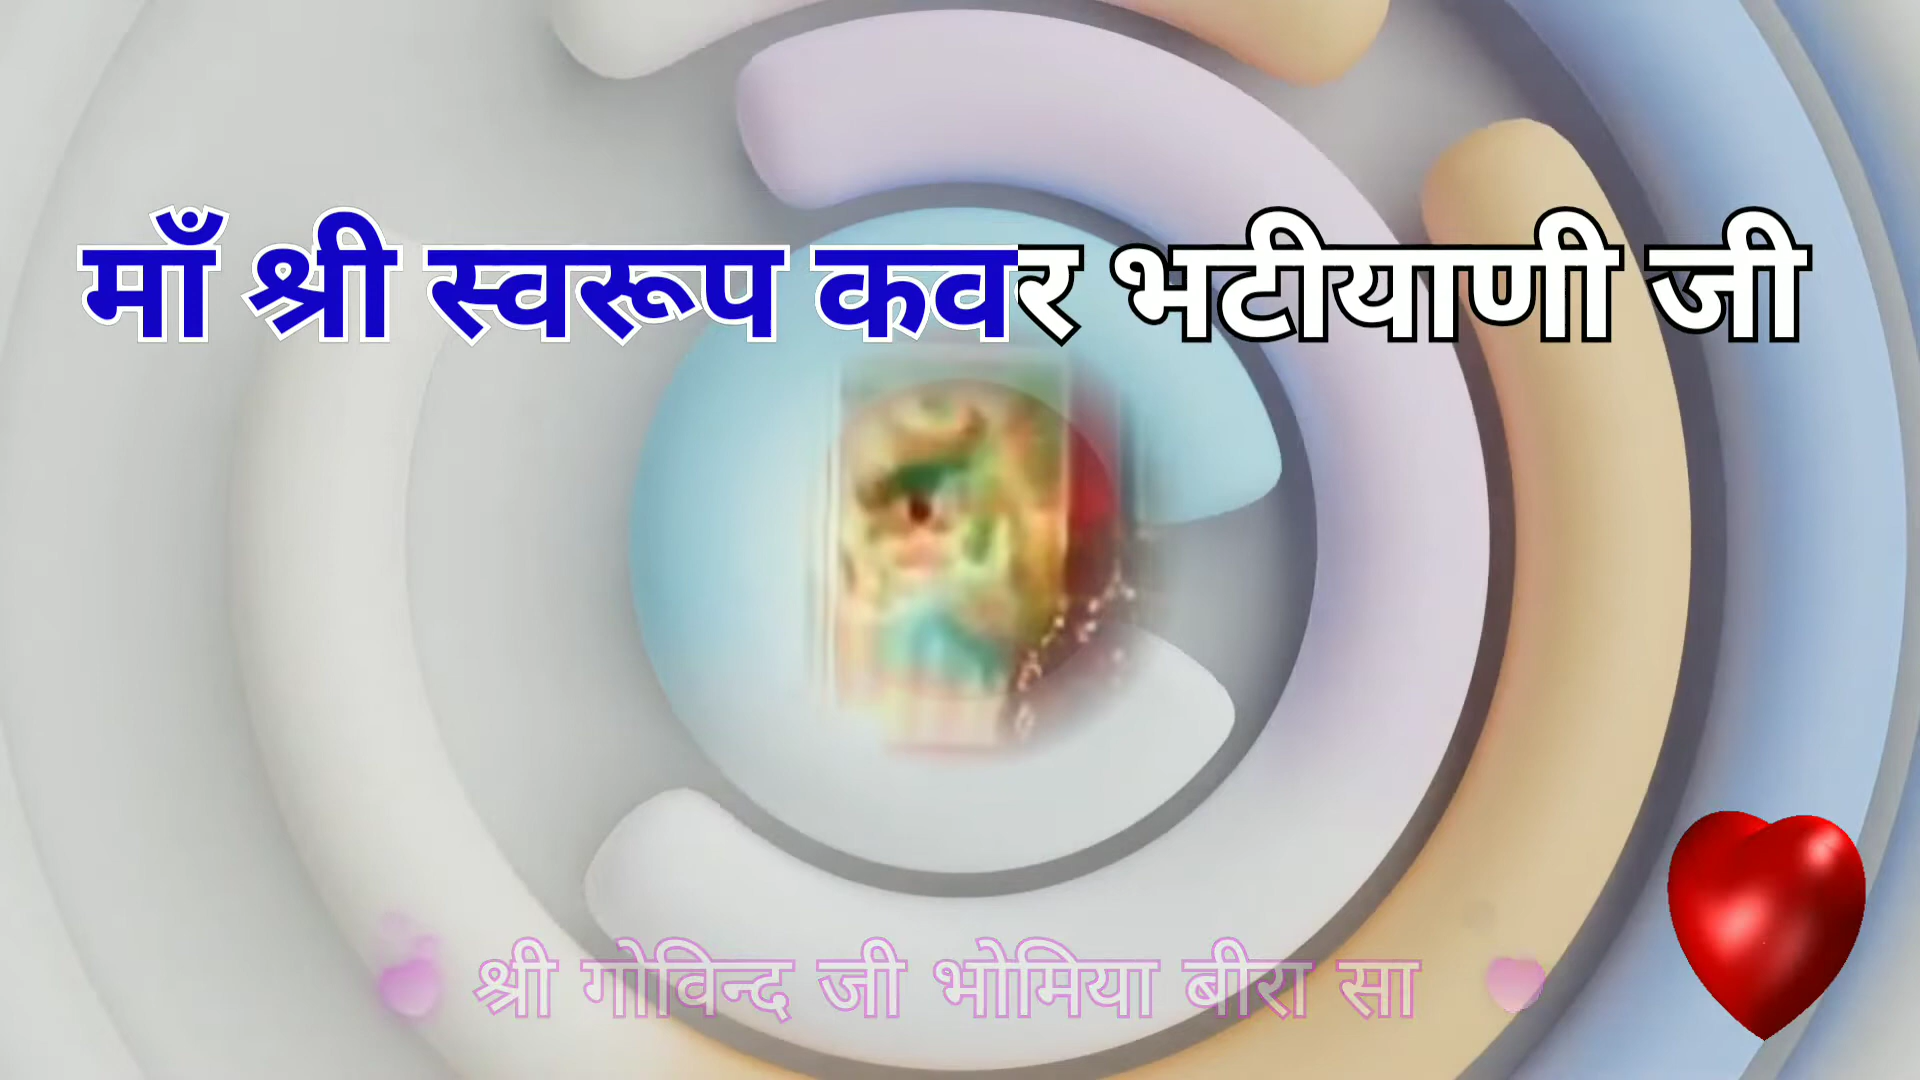 माँ श्री स्वरूप कवर भटीयाणी जी
श्री गोविन्द जी भोमिया बीरा सा